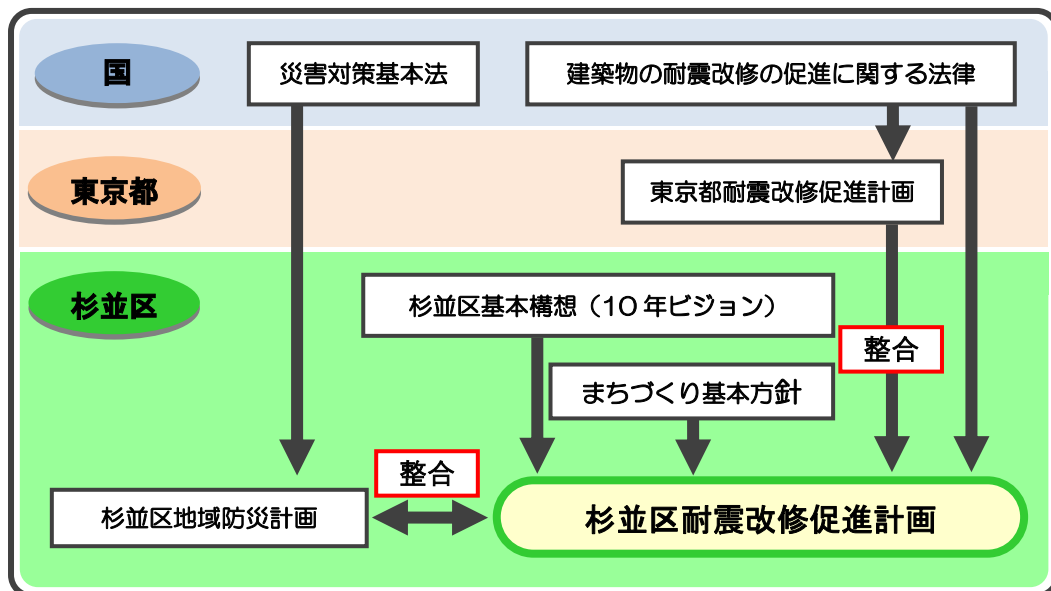 国
災害対策基本法
建築物の耐震改修の促進に関する法律
東京都
東京都耐震改修促進計画
杉並区
杉並区基本構想（10年ビジョン）
整合
まちづくり基本方針
整合
杉並区地域防災計画
杉並区耐震改修促進計画